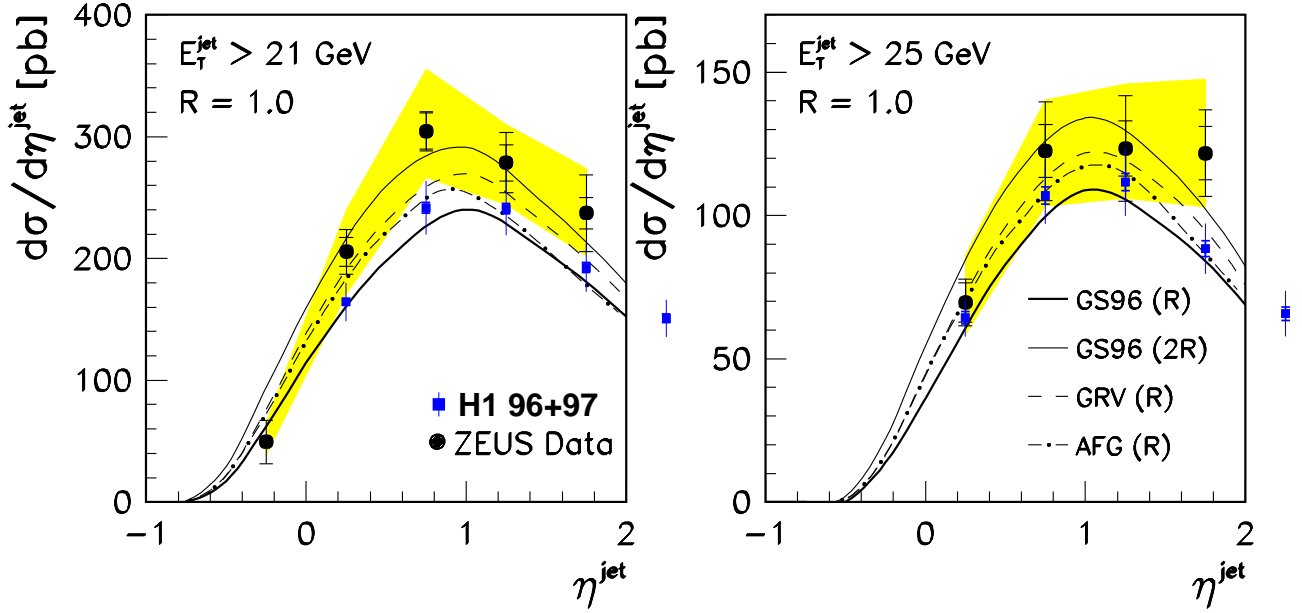 E_T^jet > 21 GeV
R = 1.0
dσ/dη^jet [pb]
400
300
200
100
0
−1
0
1
2
η^jet
H1 96+97
ZEUS Data
E_T^jet > 25 GeV
R = 1.0
dσ/dη^jet [pb]
150
100
50
0
−1
0
1
2
η^jet
GS96 (R)
GS96 (2R)
GRV (R)
AFG (R)